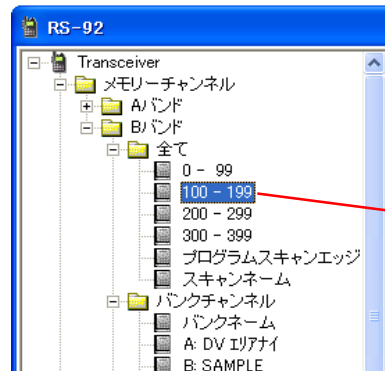 RS-92
Transceiver
メモリーチャンネル
Aバンド
Bバンド
全て
0 - 99
100 - 199
200 - 299
300 - 399
プログラムスキャンエッジ
スキャンネーム
バンクチャンネル
バンクネーム
A: DV エリアナイ
B: SAMPLE